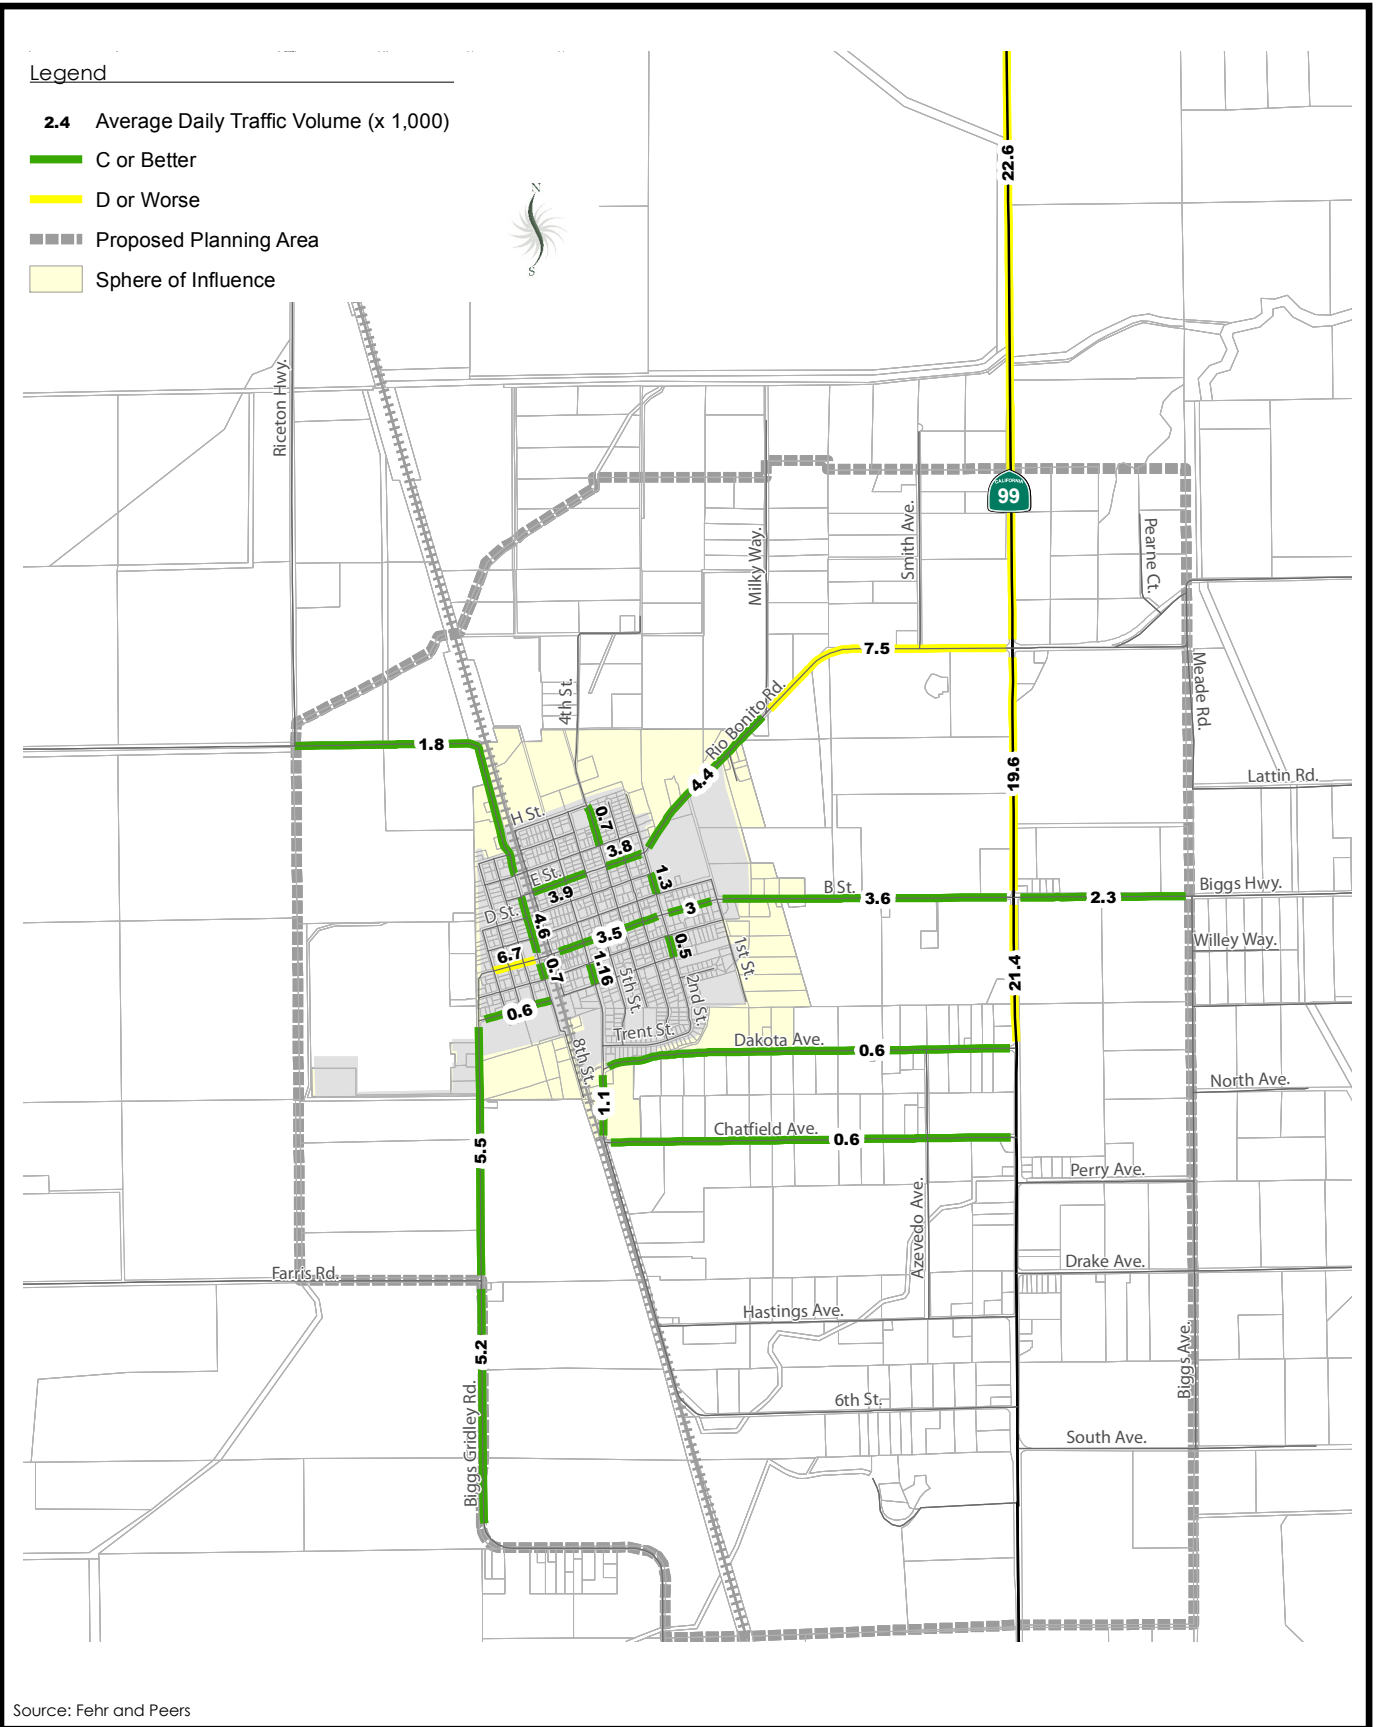 Legend
2.4 Average Daily Traffic Volume (x 1,000)
C or Better
D or Worse
Proposed Planning Area
Sphere of Influence
N
S
22.6
Riceton Hwy.
CALIFORNIA
99
Milky Way.
Smith Ave.
Pearne Ct.
7.5
Meade Rd.
4th St.
Rio Bonito Rd.
1.8
4.4
19.6
Lattin Rd.
H St.
0.7
3.8
E St.
3.9
1.3
B St.
3.6
2.3
Biggs Hwy.
D St.
4.6
3.5
3
0.5
1st St.
Willey Way.
6.7
0.7
1.16
5th St.
2nd St.
21.4
0.6
Trent St.
8th St.
Dakota Ave.
0.6
North Ave.
1.1
Chatfield Ave.
0.6
5.5
Perry Ave.
Azevedo Ave.
Drake Ave.
Farris Rd.
Hastings Ave.
5.2
Biggs Ave.
6th St.
Biggs Gridley Rd.
South Ave.
Source: Fehr and Peers